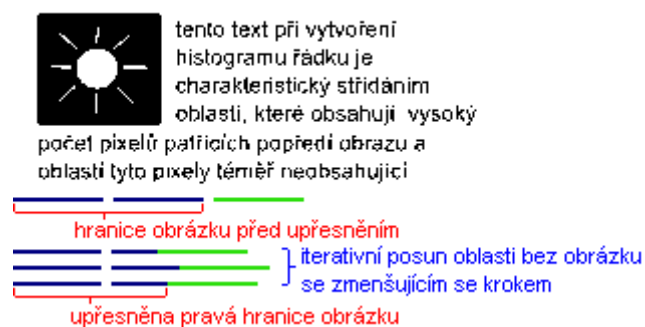 tento text při vytvoření
histogramu řádku je
charakteristický střídáním
oblastí, které obsahují vysoký
počet pixelů patřících popředí obrazu a
oblastí tyto pixely téměř neobsahující
hranice obrázku před upřesněním
iterativní posun oblasti bez obrázku
se zmenšujícím se krokem
upřesněna pravá hranice obrázku